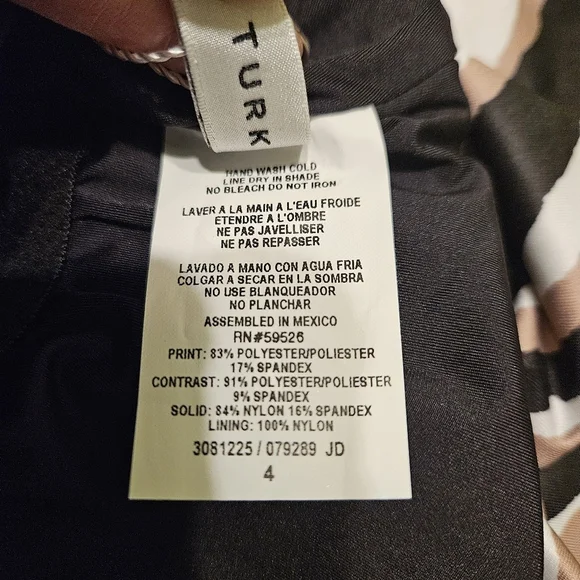 TURK
HAND WASH COLD
LINE DRY IN SHADE
NO BLEACH DO NOT IRON
LAVER A LA MAIN A L'EAU FROIDE
ETENDRE A L'OMBRE
NE PAS JAVELLISER
NE PAS REPASSER
LAVADO A MANO CON AGUA FRIA
COLGAR A SECAR EN LA SOMBRA
NO USE BLANQUEADOR
NO PLANCHAR
ASSEMBLED IN MEXICO
RN#59526
PRINT: 83% POLYESTER/POLIESTER
17% SPANDEX
CONTRAST: 91% POLYESTER/POLIESTER
9% SPANDEX
SOLID: 84% NYLON 16% SPANDEX
LINING: 100% NYLON
3081225 / 079289 JD
4